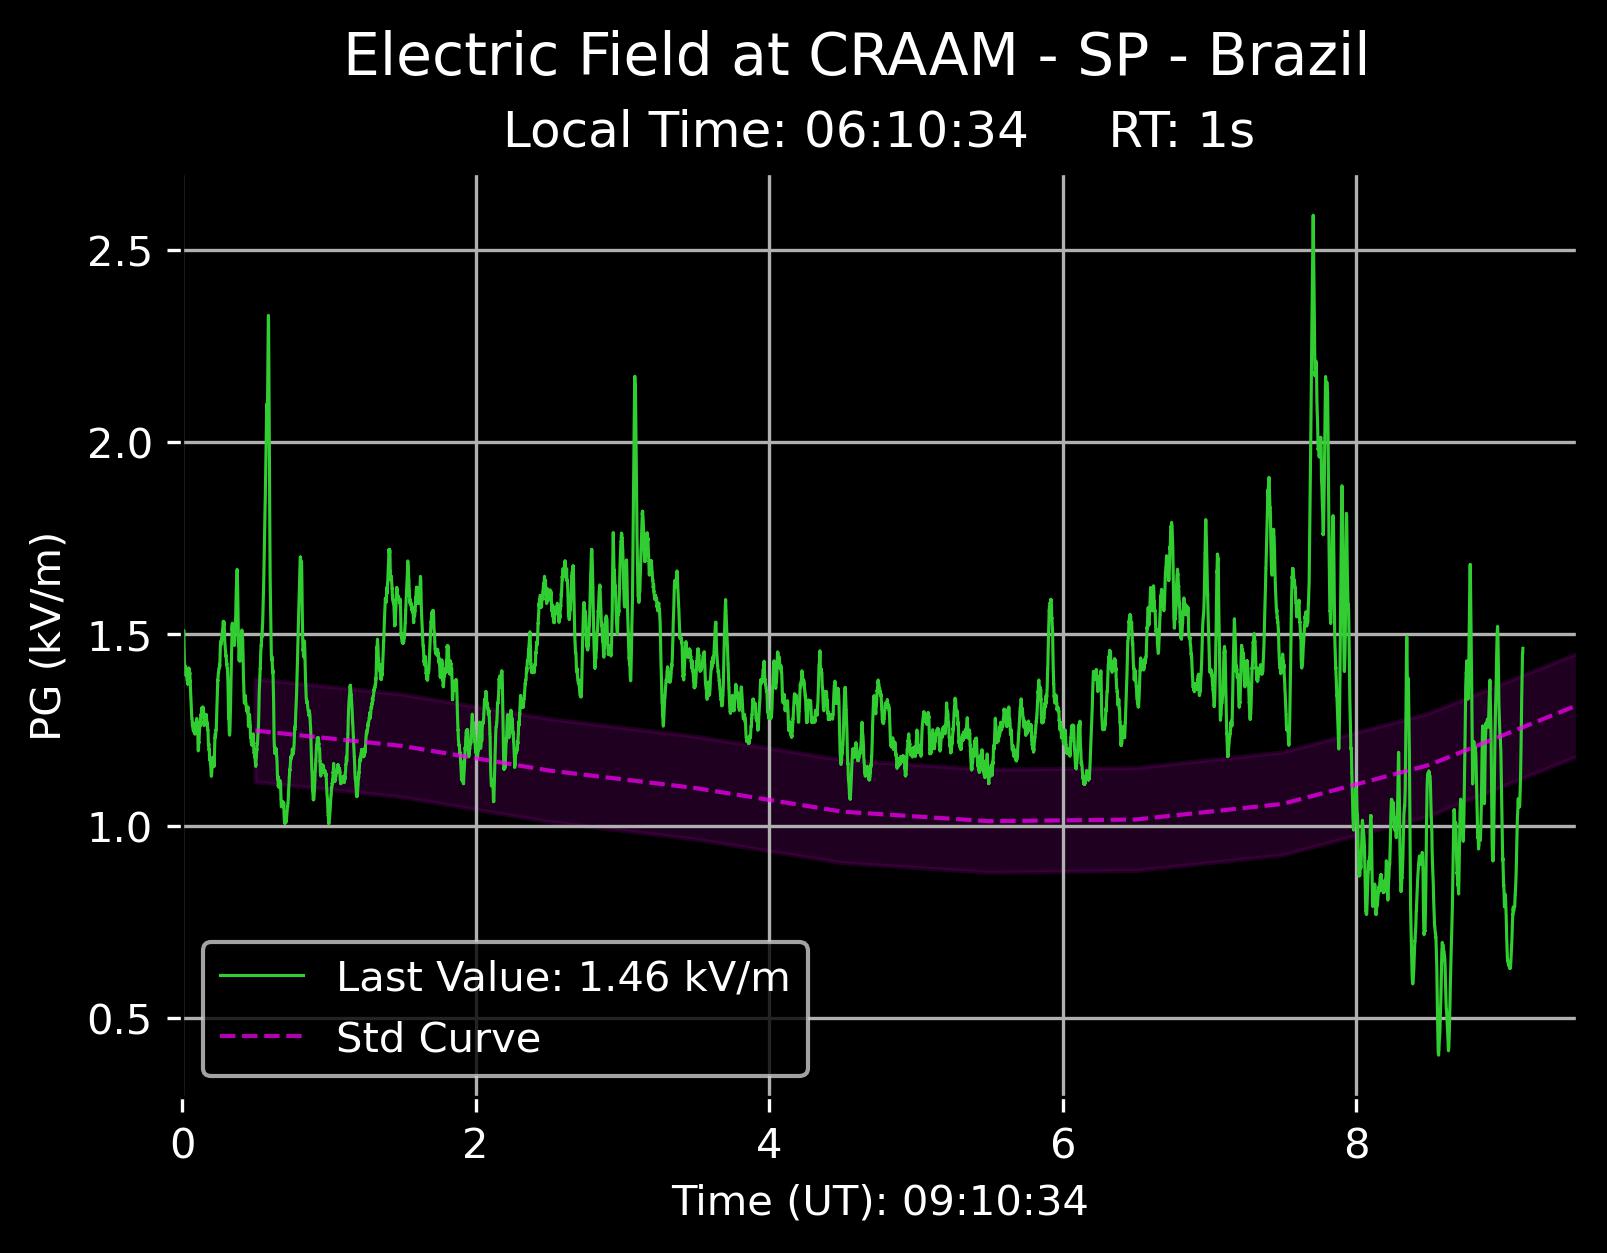 Electric Field at CRAAM - SP - Brazil
Local Time: 06:10:34 RT: 1s
PG (kV/m)
2.5
2.0
1.5
1.0
0.5
Last Value: 1.46 kV/m
Std Curve
0 2 4 6 8
Time (UT): 09:10:34